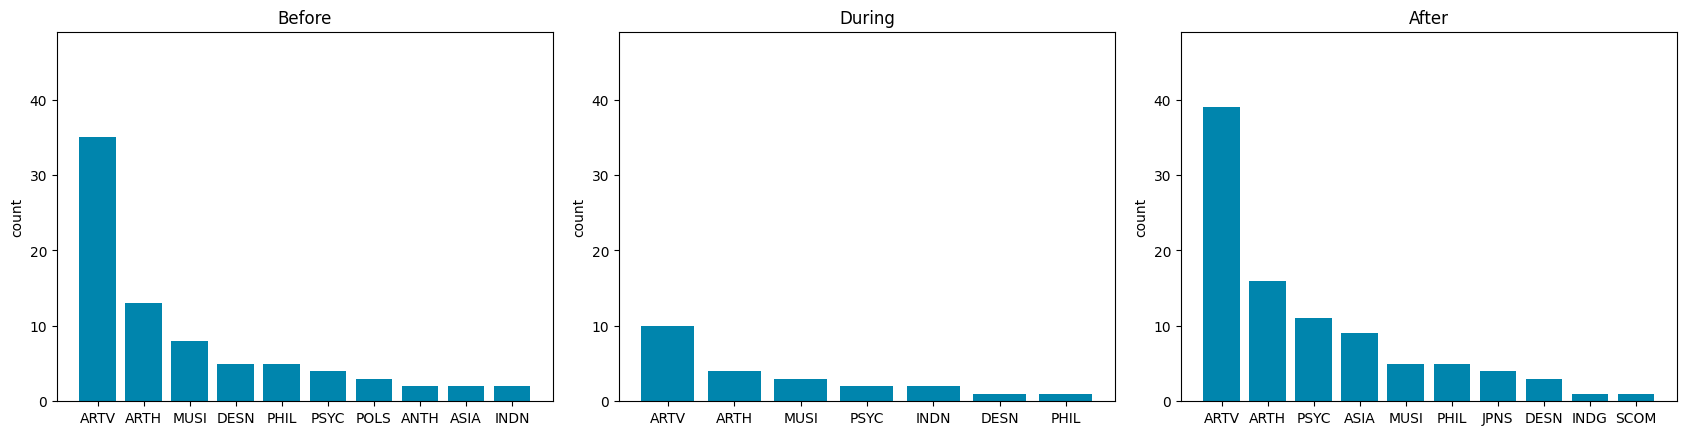 Before
count
40
30
20
10
0
ARTV ARTH MUSI DESN PHIL PSYC POLS ANTH ASIA INDN
During
count
40
30
20
10
0
ARTV ARTH MUSI PSYC INDN DESN PHIL
After
count
40
30
20
10
0
ARTV ARTH PSYC ASIA MUSI PHIL JPNS DESN INDG SCOM